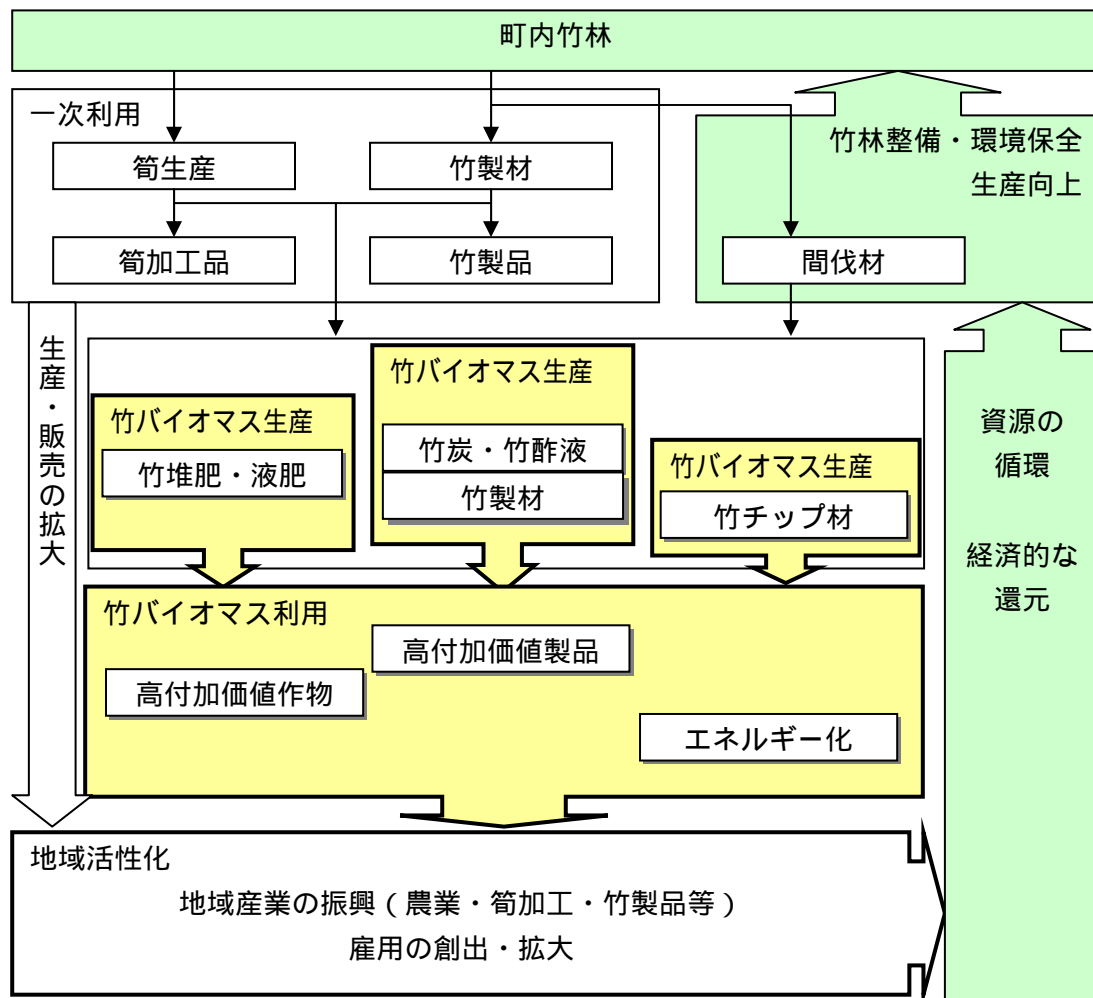 町内竹林
一次利用
筍生産
竹製材
筍加工品
竹製品
竹林整備・環境保全
生産向上
間伐材
生産・販売の拡大
竹バイオマス生産
竹堆肥・液肥
竹バイオマス生産
竹炭・竹酢液
竹製材
竹バイオマス生産
竹チップ材
資源の
循環
経済的な
還元
竹バイオマス利用
高付加価値製品
高付加価値作物
エネルギー化
地域活性化
地域産業の振興（農業・筍加工・竹製品等）
雇用の創出・拡大